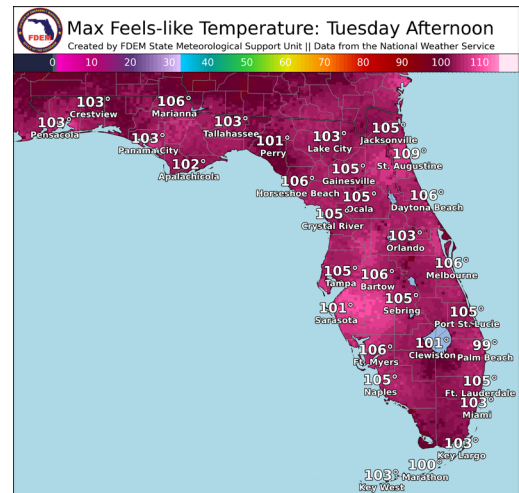 FDEM
Max Feels-like Temperature: Tuesday Afternoon
Created by FDEM State Meteorological Support Unit || Data from the National Weather Service
0 10 20 30 40 50 60 70 80 90 100 110
103°
Crestview
106°
Marianna
103°
Pensacola
103°
Tallahassee
103°
Panama City
101°
Perry
103°
Lake City
105°
Jacksonville
102°
Apalachicola
109°
St. Augustine
105°
Gainesville
106°
Horseshoe Beach
105°
Ocala
106°
Daytona Beach
105°
Crystal River
103°
Orlando
105°
Tampa
106°
Bartow
106°
Melbourne
101°
Sarasota
105°
Sebring
105°
Port St. Lucie
106°
Ft. Myers
101°
Clewiston
99°
Palm Beach
105°
Naples
105°
Ft. Lauderdale
103°
Miami
103°
Key Largo
100°
Marathon
103°
Key West